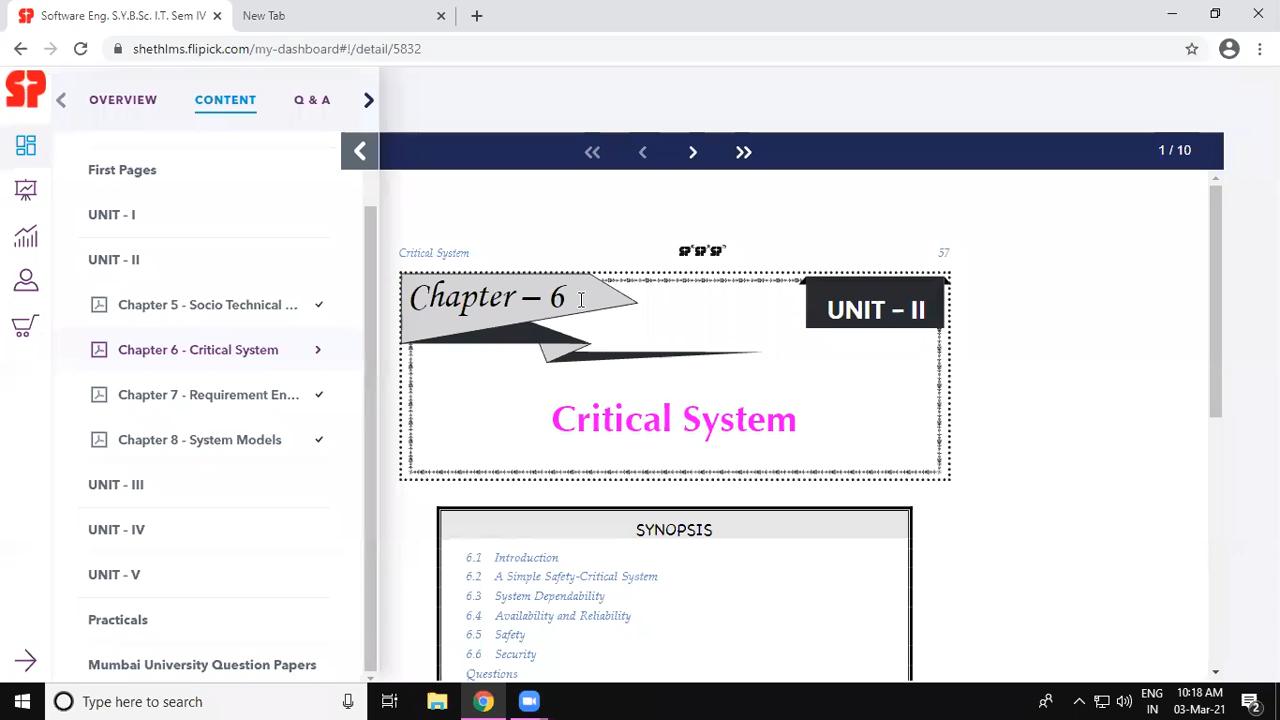 Software Eng. S.Y.B.Sc. I.T. Sem IV
New Tab
shethlms.flipick.com/my-dashboard#!/detail/5832
SP
OVERVIEW CONTENT Q & A
1 / 10
First Pages
UNIT - I
UNIT - II
Chapter 5 - Socio Technical ...
Chapter 6 - Critical System
Chapter 7 - Requirement En...
Chapter 8 - System Models
UNIT - III
UNIT - IV
UNIT - V
Practicals
Mumbai University Question Papers
Critical System 57
Chapter – 6
UNIT – II
Critical System
SYNOPSIS
6.1 Introduction
6.2 A Simple Safety-Critical System
6.3 System Dependability
6.4 Availability and Reliability
6.5 Safety
6.6 Security
Questions
Type here to search
ENG
IN
10:18 AM
03-Mar-21
2